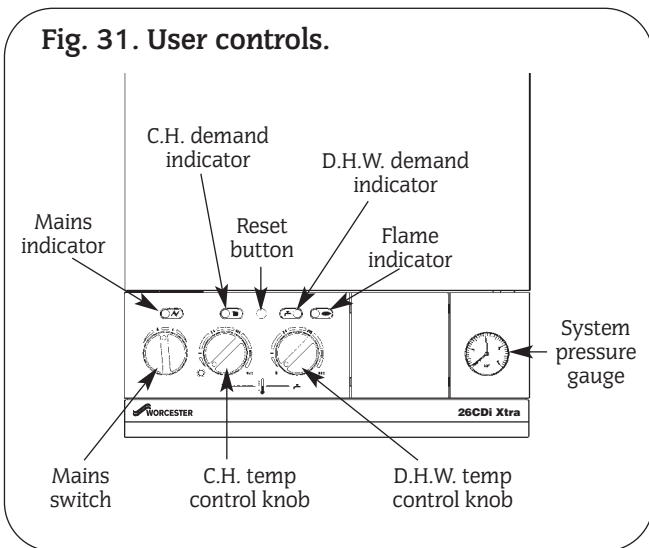 Fig. 31. User controls.
C.H. demand
indicator
D.H.W. demand
indicator
Mains
indicator
Reset
button
Flame
indicator
System
pressure
gauge
WORCESTER
26CDi Xtra
Mains
switch
C.H. temp
control knob
D.H.W. temp
control knob